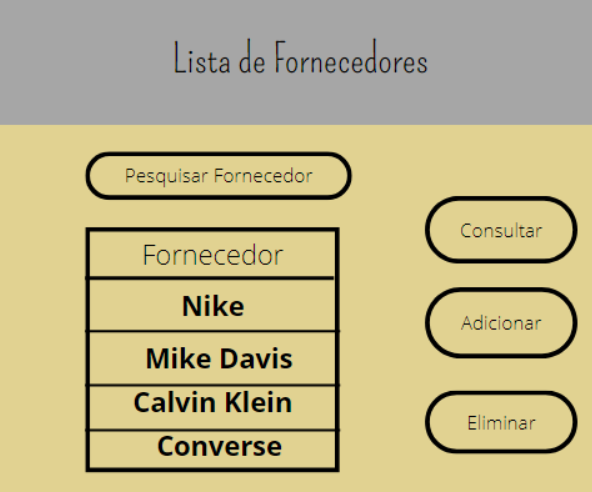 Lista de Fornecedores
Pesquisar Fornecedor
Fornecedor
Nike
Mike Davis
Calvin Klein
Converse
Consultar
Adicionar
Eliminar